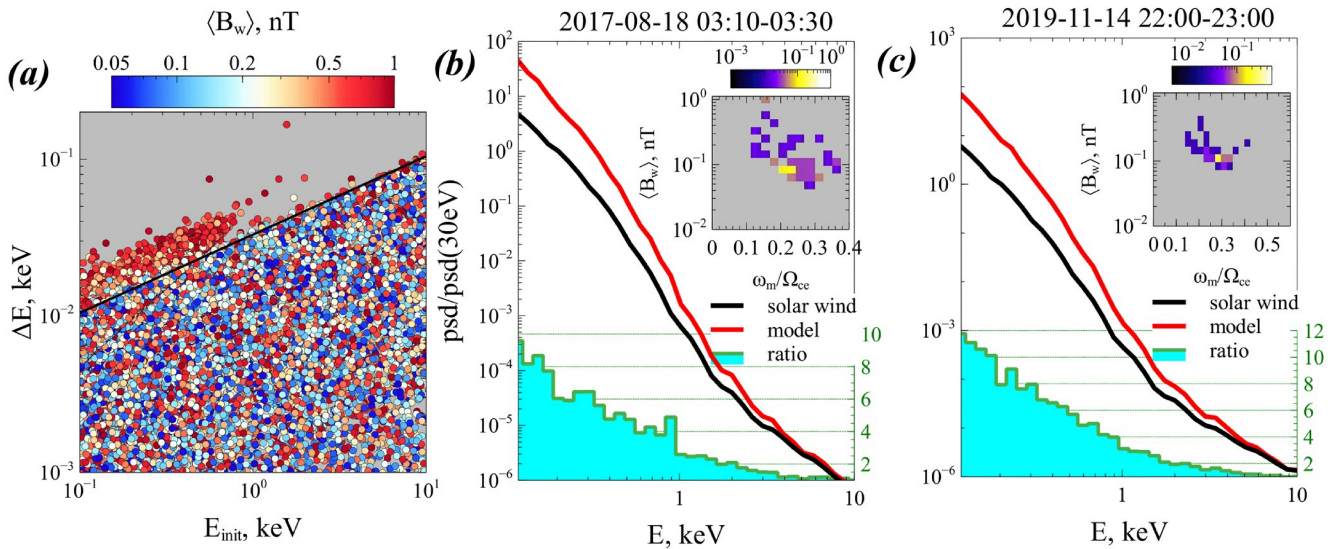 ⟨B_w⟩, nT
0.05 0.1 0.2 0.5 1
(a)
10^-1
10^-2
10^-3
ΔE, keV
10^-1 10^0 10^1
E_init, keV
2017-08-18 03:10-03:30
(b)
10^2
10^1
10^0
10^-1
10^-2
10^-3
10^-4
10^-5
10^-6
psd/psd(30eV)
10^-3 10^-1 10^0
⟨B_w⟩, nT
10^0
10^-1
10^-2
0 0.1 0.2 0.3 0.4
ω_m/Ω_ce
solar wind
model
ratio
10
8
6
4
2
1 10
E, keV
2019-11-14 22:00-23:00
(c)
10^3
10^0
10^-3
10^-6
10^-2 10^-1
⟨B_w⟩, nT
10^0
10^-1
10^-2
0 0.1 0.3 0.5
ω_m/Ω_ce
solar wind
model
ratio
12
10
8
6
4
2
1 10
E, keV